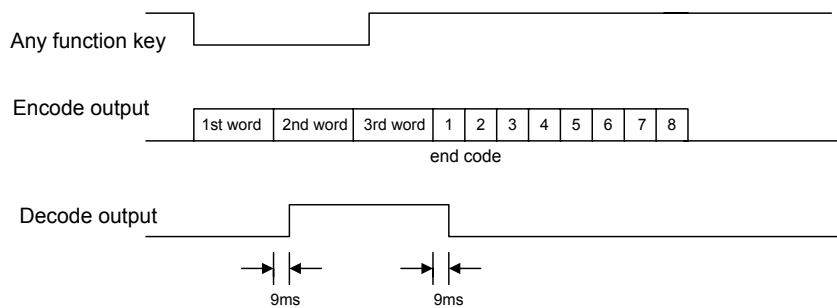 Any function key
Encode output
1st word 2nd word 3rd word 1 2 3 4 5 6 7 8
end code
Decode output
9ms 9ms